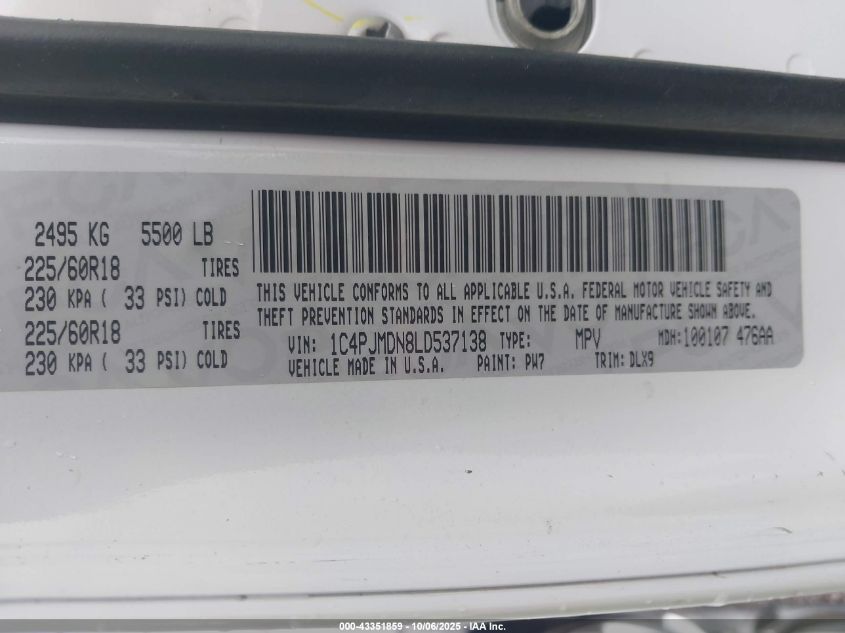 2495 KG 5500 LB
225/60R18 TIRES
230 KPA ( 33 PSI) COLD
225/60R18 TIRES
230 KPA ( 33 PSI) COLD
THIS VEHICLE CONFORMS TO ALL APPLICABLE U.S.A. FEDERAL MOTOR VEHICLE SAFETY AND
THEFT PREVENTION STANDARDS IN EFFECT ON THE DATE OF MANUFACTURE SHOWN ABOVE.
VIN: 1C4PJMDN8LD537138 TYPE: MPV MDH: 100107 476AA
VEHICLE MADE IN U.S.A. PAINT: PW7 TRIM: DLX9
000-43351859 - 10/06/2025 - IAA Inc.